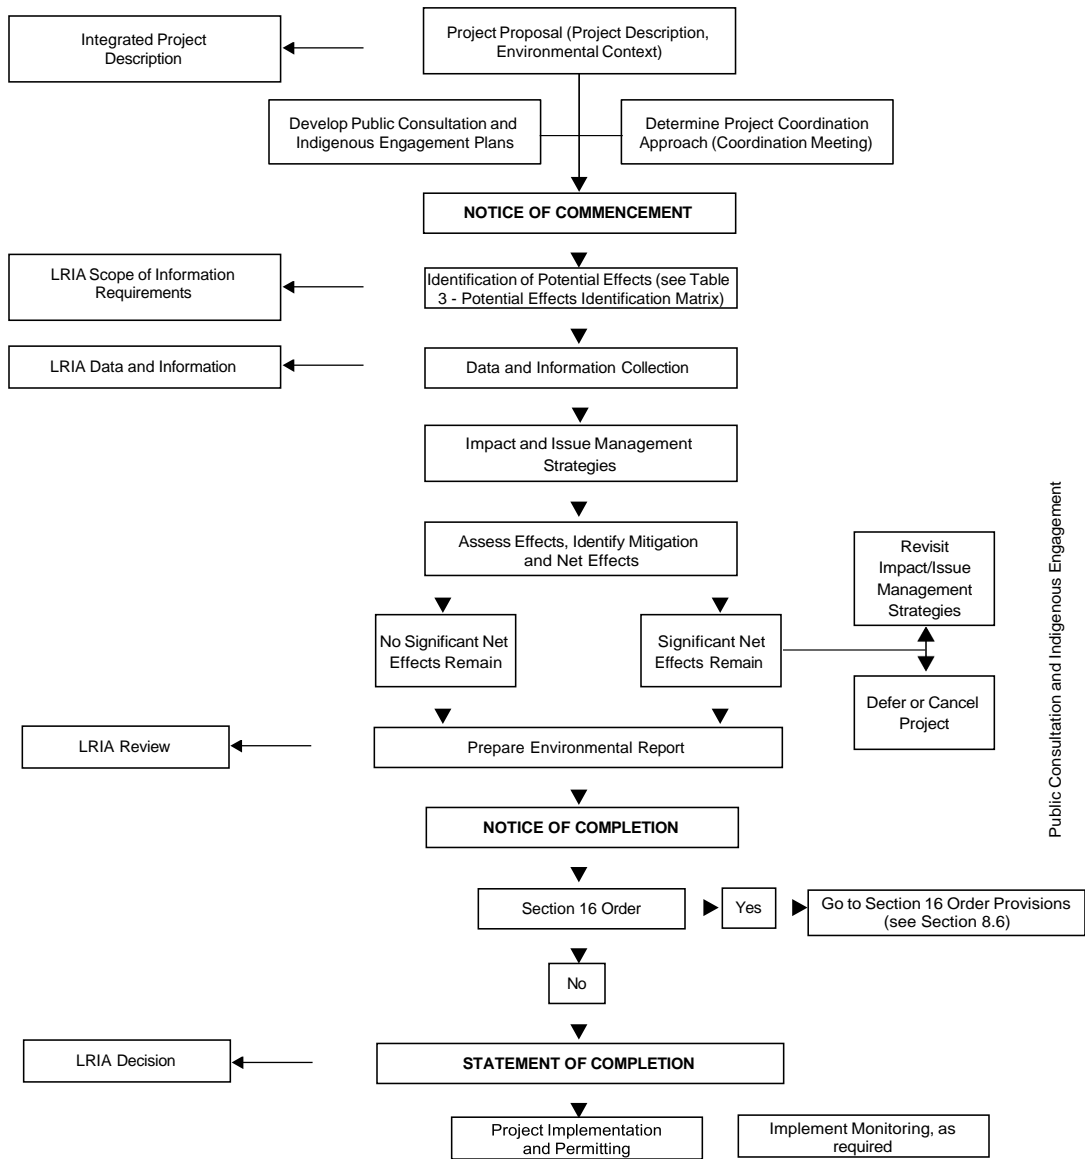 Integrated Project
Description
Project Proposal (Project Description,
Environmental Context)
Develop Public Consultation and
Indigenous Engagement Plans
Determine Project Coordination
Approach (Coordination Meeting)
NOTICE OF COMMENCEMENT
LRIA Scope of Information
Requirements
Identification of Potential Effects (see Table
3 - Potential Effects Identification Matrix)
LRIA Data and Information
Data and Information Collection
Impact and Issue Management
Strategies
Assess Effects, Identify Mitigation
and Net Effects
No Significant Net
Effects Remain
Significant Net
Effects Remain
Revisit
Impact/Issue
Management
Strategies
Defer or Cancel
Project
Public Consultation and Indigenous Engagement
LRIA Review
Prepare Environmental Report
NOTICE OF COMPLETION
Section 16 Order
Yes
Go to Section 16 Order Provisions
(see Section 8.6)
No
LRIA Decision
STATEMENT OF COMPLETION
Project Implementation
and Permitting
Implement Monitoring, as
required